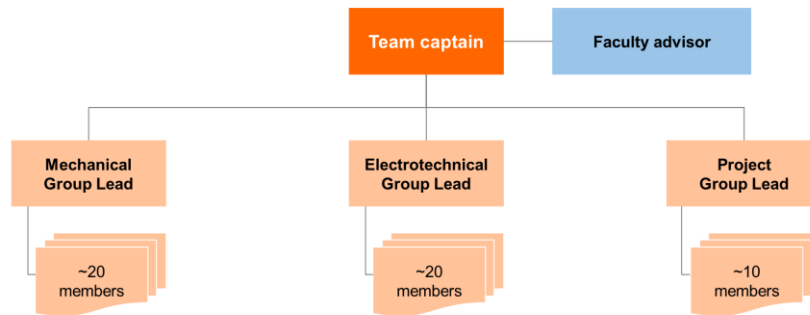 Team captain
Faculty advisor
Mechanical
Group Lead
Electrotechnical
Group Lead
Project
Group Lead
~20
members
~20
members
~10
members